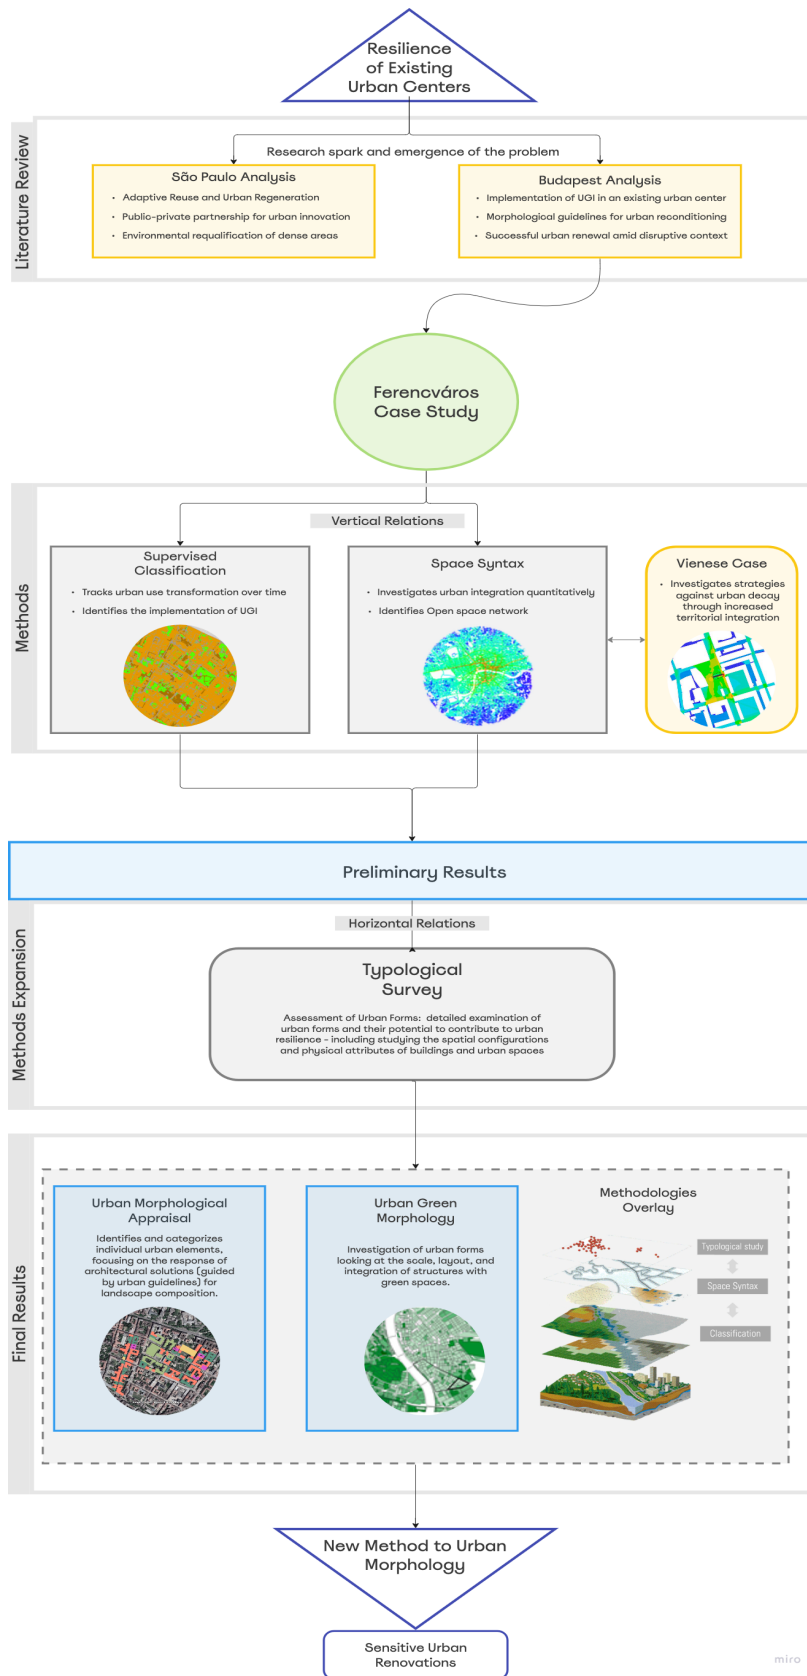 Resilience
of Existing
Urban Centers
Literature Review
Research spark and emergence of the problem
São Paulo Analysis
• Adaptive Reuse and Urban Regeneration
• Public-private partnership for urban innovation
• Environmental requalification of dense areas
Budapest Analysis
• Implementation of UGI in an existing urban center
• Morphological guidelines for urban reconditioning
• Successful urban renewal amid disruptive context
Ferencváros
Case Study
Methods
Vertical Relations
Supervised
Classification
• Tracks urban use transformation over time
• Identifies the implementation of UGI
Space Syntax
• Investigates urban integration quantitatively
• Identifies Open space network
Vienese Case
• Investigates strategies
against urban decay
through increased
territorial integration
Preliminary Results
Methods Expansion
Horizontal Relations
Typological
Survey
Assessment of Urban Forms: detailed examination of
urban forms and their potential to contribute to urban
resilience - including studying the spatial configurations
and physical attributes of buildings and urban spaces
Final Results
Urban Morphological
Appraisal
Identifies and categorizes
individual urban elements,
focusing on the response of
architectural solutions (guided
by urban guidelines) for
landscape composition.
Urban Green
Morphology
Investigation of urban forms
looking at the scale, layout, and
integration of structures with
green spaces.
Methodologies
Overlay
Typological study
Space Syntax
Classification
New Method to Urban
Morphology
Sensitive Urban
Renovations
miro